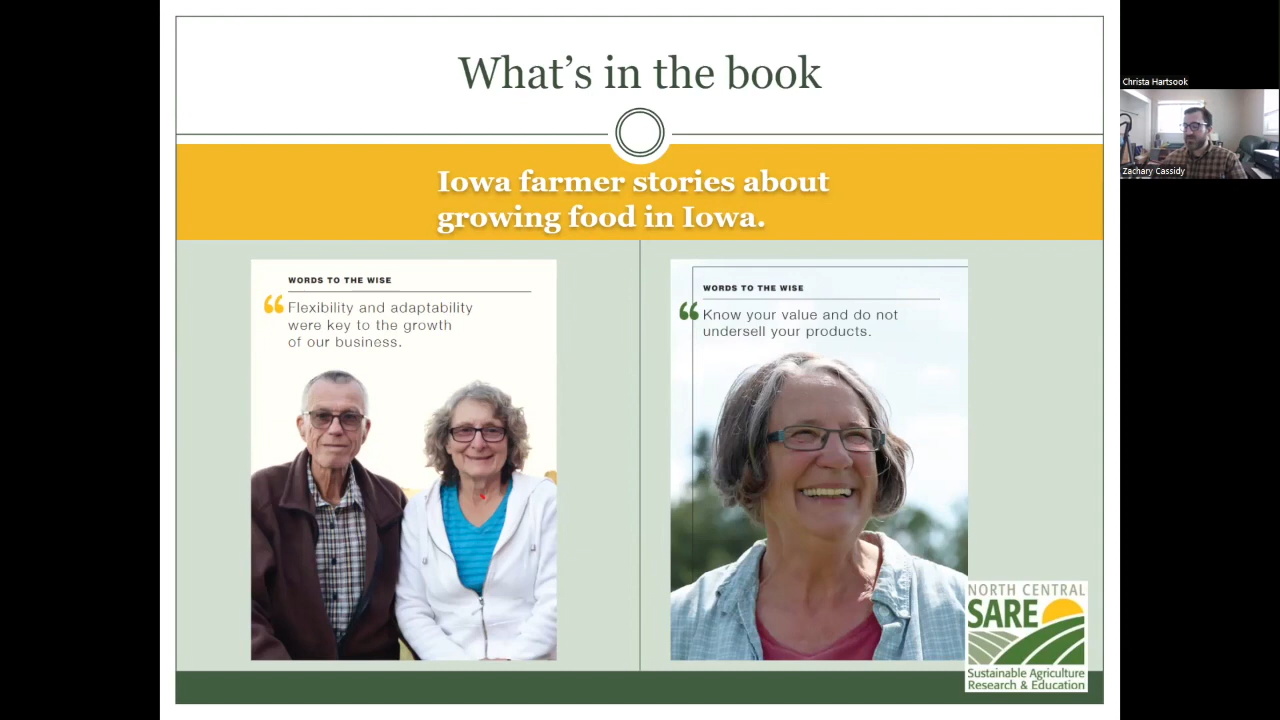 What's in the book
Iowa farmer stories about
growing food in Iowa.
WORDS TO THE WISE
“ Flexibility and adaptability
were key to the growth
of our business.
WORDS TO THE WISE
“ Know your value and do not
undersell your products.
NORTH CENTRAL
SARE
Sustainable Agriculture
Research & Education
Christa Hartsook
Zachary Cassidy